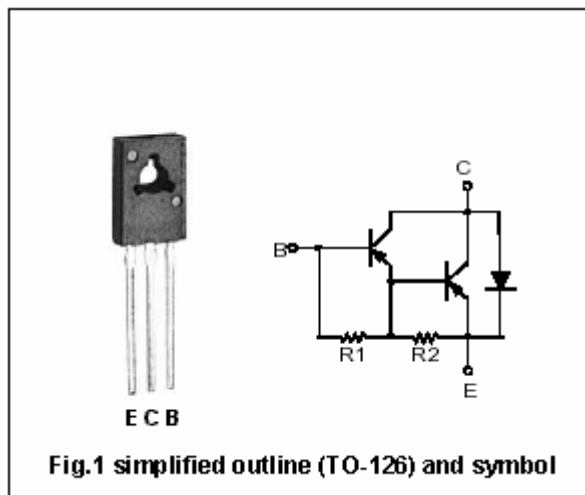 C
B
R1 R2
E
E C B
Fig.1 simplified outline (TO-126) and symbol